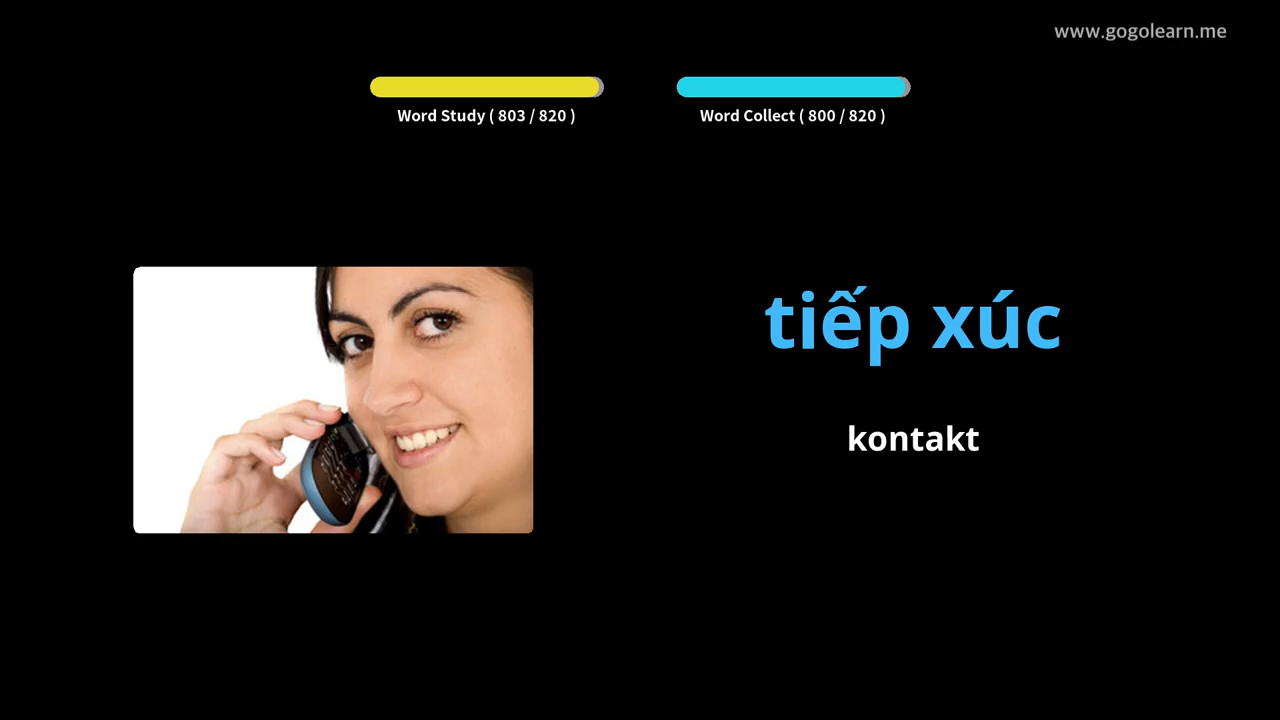 www.gogolearn.me
Word Study ( 803 / 820 )
Word Collect ( 800 / 820 )
tiếp xúc
kontakt